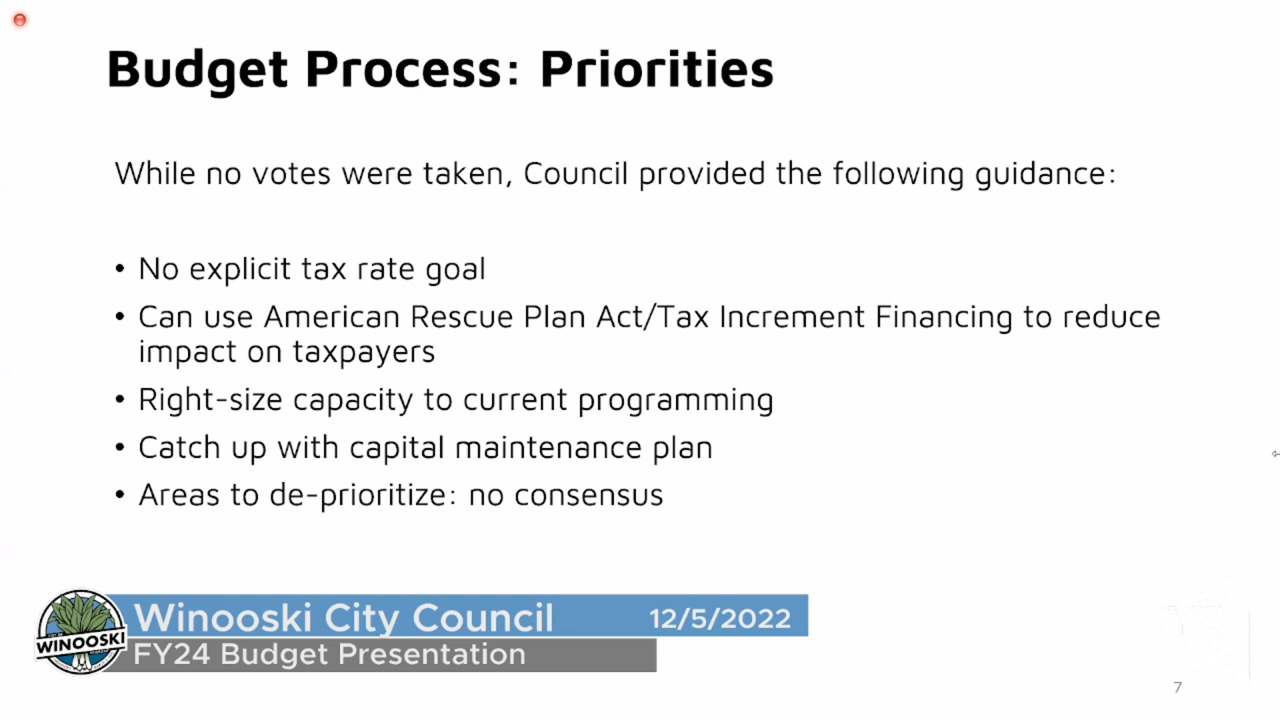 Budget Process: Priorities
While no votes were taken, Council provided the following guidance:
• No explicit tax rate goal
• Can use American Rescue Plan Act/Tax Increment Financing to reduce
impact on taxpayers
• Right-size capacity to current programming
• Catch up with capital maintenance plan
• Areas to de-prioritize: no consensus
Winooski City Council 12/5/2022
WINOOSKI
FY24 Budget Presentation
7